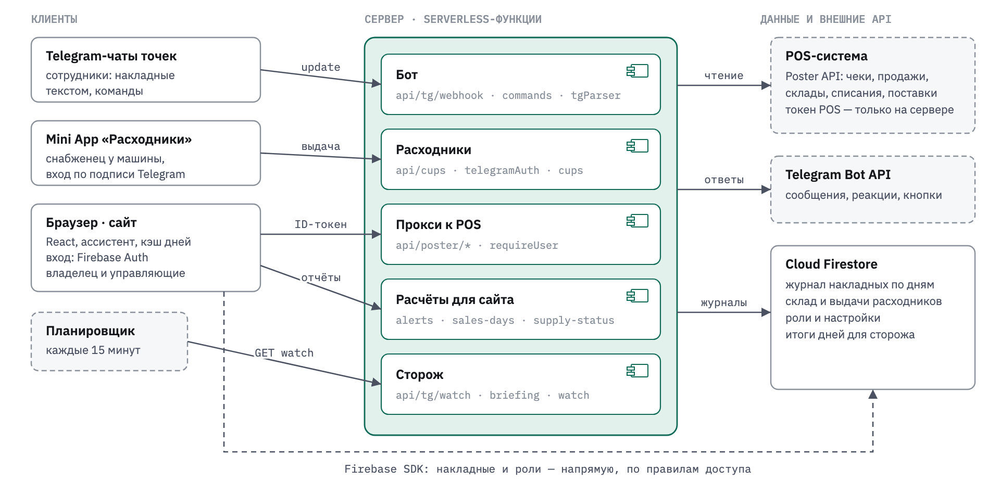 КЛИЕНТЫ
СЕРВЕР · SERVERLESS-ФУНКЦИИ
ДАННЫЕ И ВНЕШНИЕ API
Telegram-чаты точек
сотрудники: накладные
текстом, команды
update
Mini App «Расходники»
снабженец у машины,
вход по подписи Telegram
выдача
Браузер · сайт
React, ассистент, кэш дней
вход: Firebase Auth
владелец и управляющие
ID-токен
отчёты
Планировщик
каждые 15 минут
GET watch
Бот
api/tg/webhook · commands · tgParser
Расходники
api/cups · telegramAuth · cups
Прокси к POS
api/poster/* · requireUser
Расчёты для сайта
alerts · sales-days · supply-status
Сторож
api/tg/watch · briefing · watch
чтение
POS-система
Poster API: чеки, продажи,
склады, списания, поставки
токен POS — только на сервере
ответы
Telegram Bot API
сообщения, реакции, кнопки
журналы
Cloud Firestore
журнал накладных по дням
склад и выдачи расходников
роли и настройки
итоги дней для сторожа
Firebase SDK: накладные и роли — напрямую, по правилам доступа